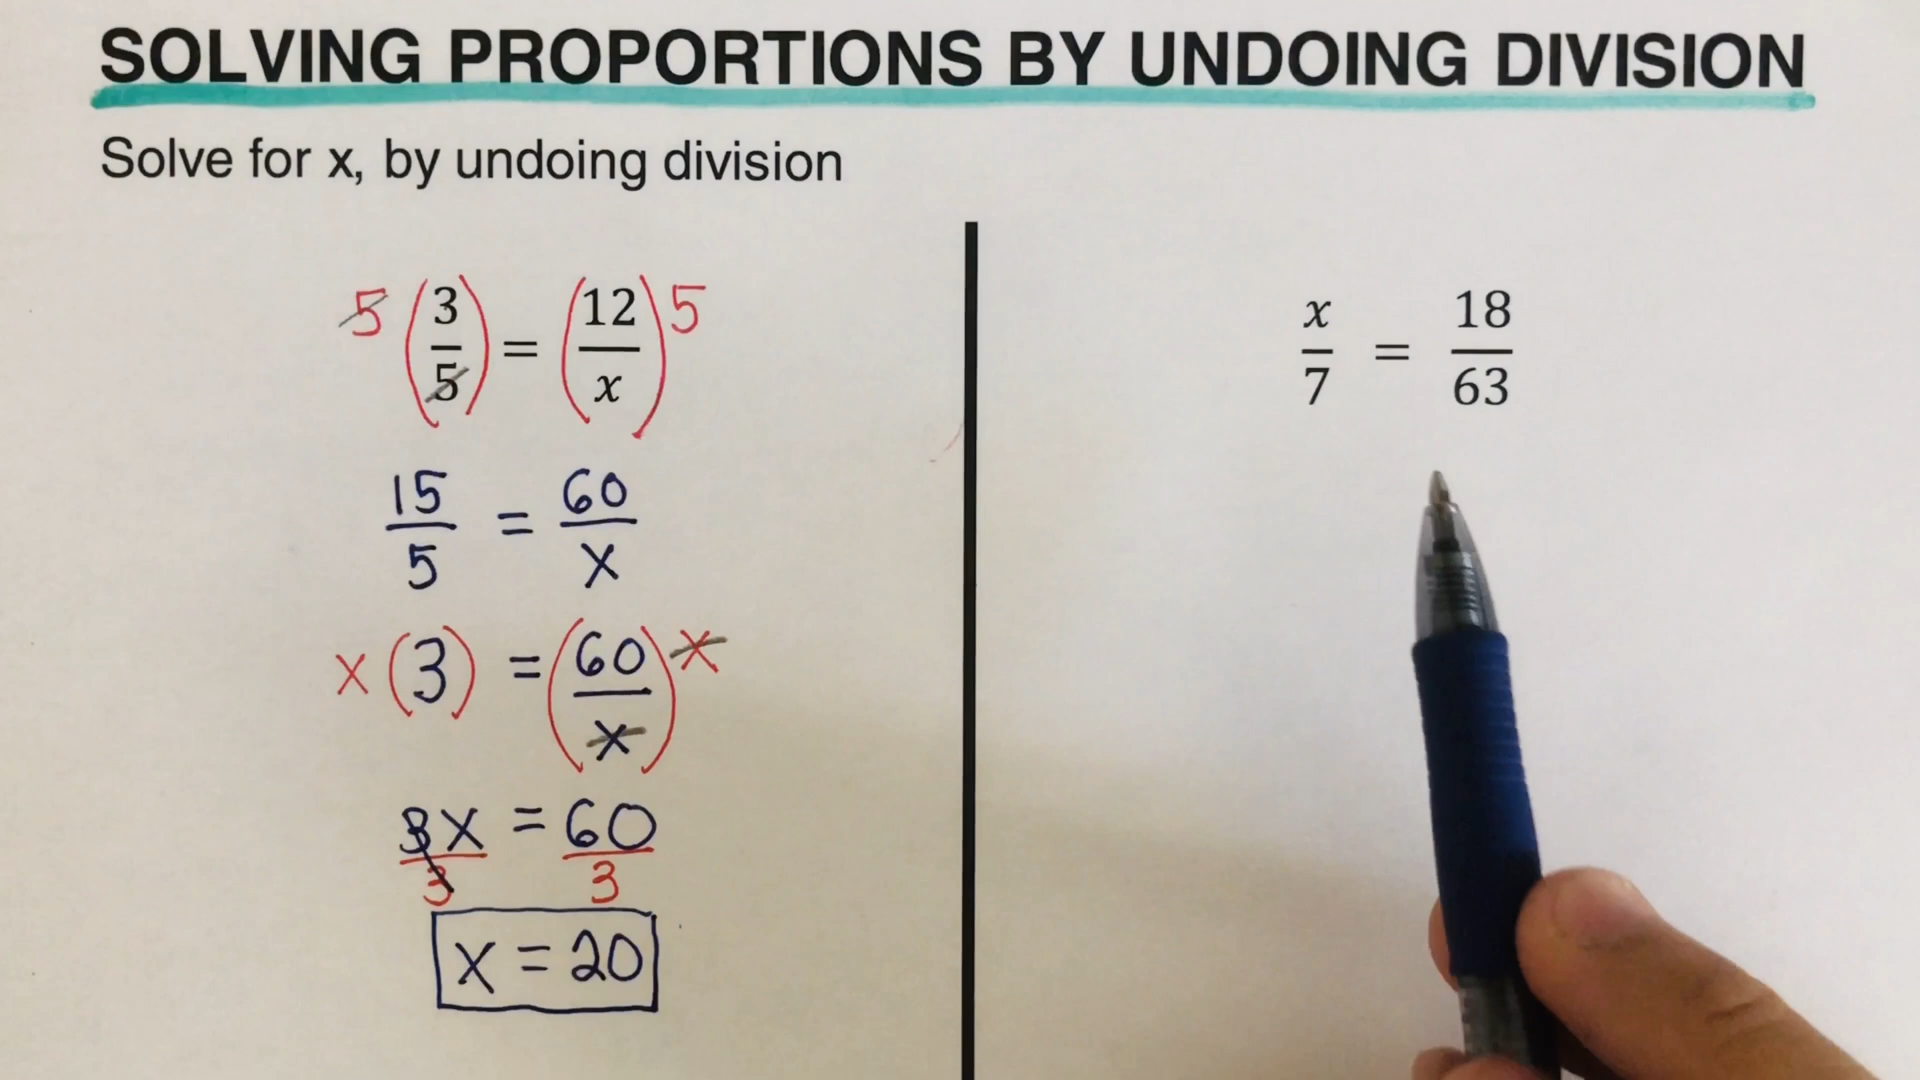 SOLVING PROPORTIONS BY UNDOING DIVISION
Solve for x, by undoing division
5 (3/5) = (12/x) 5
15/5 = 60/x
x (3) = (60/x) x
3x/3 = 60/3
x = 20
x/7 = 18/63